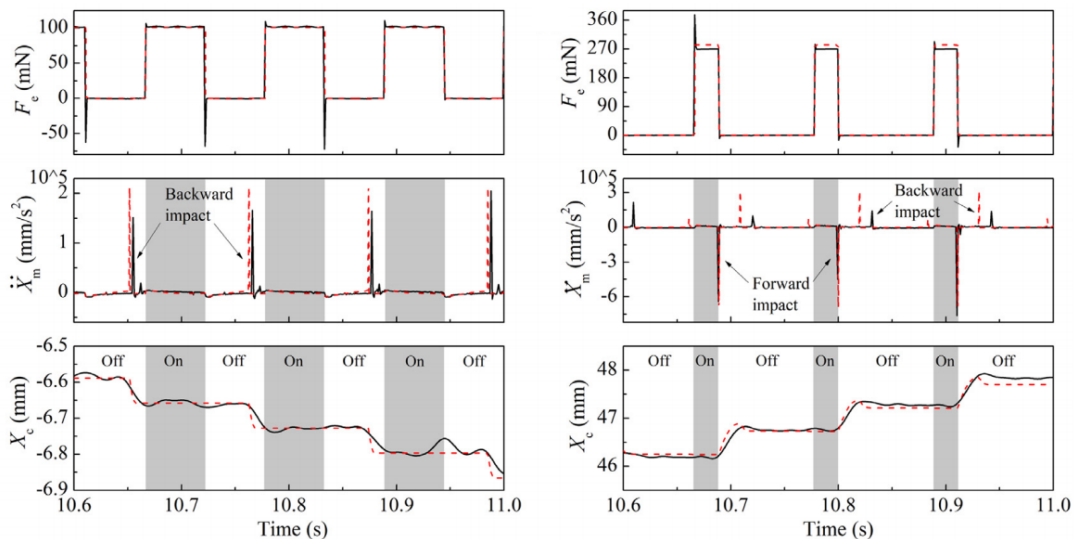 100
50
0
-50
F_e (mN)
360
270
180
90
0
F_e (mN)
10^5
2
1
0
Ẍ_m (mm/s²)
Backward
impact
10^5
3
0
-3
-6
X_m (mm/s²)
Backward
impact
Forward
impact
-6.5
-6.6
-6.7
-6.8
-6.9
X_c (mm)
Off On Off On Off On Off
10.6 10.7 10.8 10.9 11.0
Time (s)
48
47
46
X_c (mm)
Off On Off On Off On Off
10.6 10.7 10.8 10.9 11.0
Time (s)